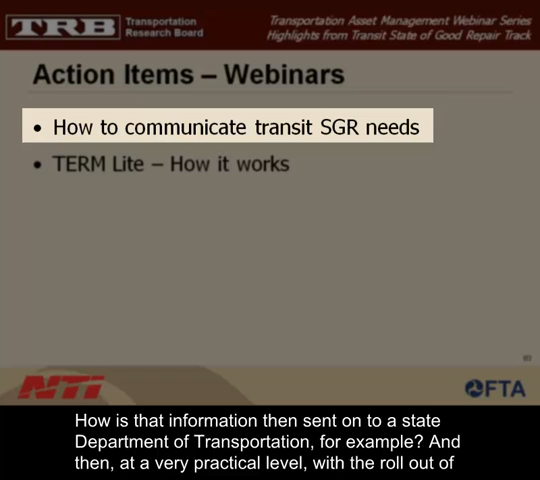 TRB Transportation Research Board
Transportation Asset Management Webinar Series
Highlights from Transit State of Good Repair Track
Action Items – Webinars
• How to communicate transit SGR needs
• TERM Lite – How it works
NTI
FTA
How is that information then sent on to a state
Department of Transportation, for example? And
then, at a very practical level, with the roll out of